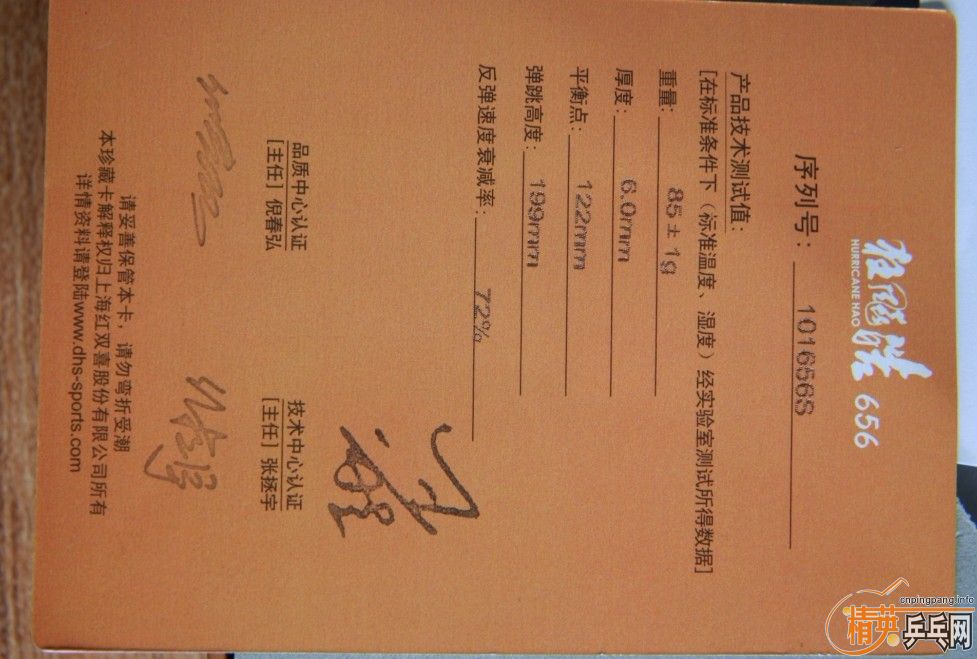 狂飚浩 656
HURRICANE HAO
序列号：101656S
产品技术测试值：
[在标准条件下（标准温度、湿度）经实验室测试所得数据]
重量：85±1g
厚度：6.0mm
平衡点：122mm
弹跳高度：199mm
反弹速度衰减率：72%
品质中心认证
[主任] 倪春弘
技术中心认证
[主任] 张拯宇
请妥善保管本卡，请勿弯折受潮
本珍藏卡解释权归上海红双喜股份有限公司所有
详情资料请登陆www.dhs-sports.com
cnpingpang.info
精英乒乓网